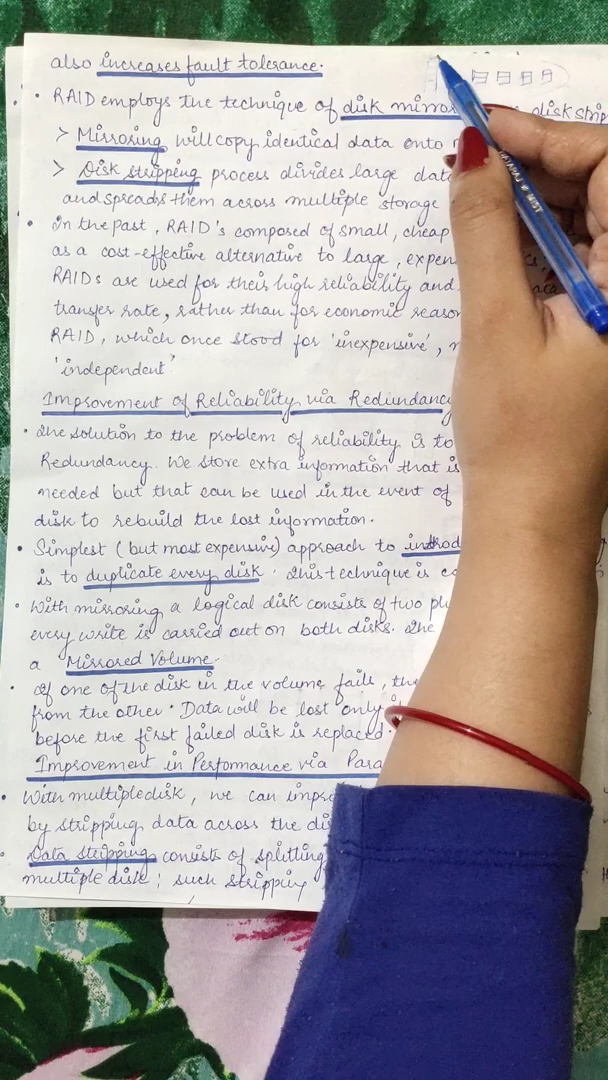 also increases fault tolerance.
• RAID employs the technique of disk mirror disk strip
> Mirroring will copy identical data onto
> Disk stripping process divides large data
and spreads them across multiple storage
• In the past, RAID's composed of small, cheap
as a cost-effective alternative to large, expen
RAIDs are used for their high reliability and
transfer rate, rather than for economic reason
RAID, which once stood for 'inexpensive',
'independent'
Improvement of Reliability via Redundancy
• The solution to the problem of reliability is to
Redundancy. We store extra information that is
needed but that can be used in the event of
disk to rebuild the lost information.
• Simplest (but most expensive) approach to introd
is to duplicate every disk. This technique is c
• With mirroring a logical disk consists of two
every write is carried out on both disks. The
a Mirrored Volume.
• If one of the disk in the volume fails, the
from the other. Data will be lost only
before the first failed disk is replaced.
Improvement in Perfomance via Para
• With multiple disk, we can impro
by stripping data across the
• Data stripping consists of splitting
multiple disk; such stripping